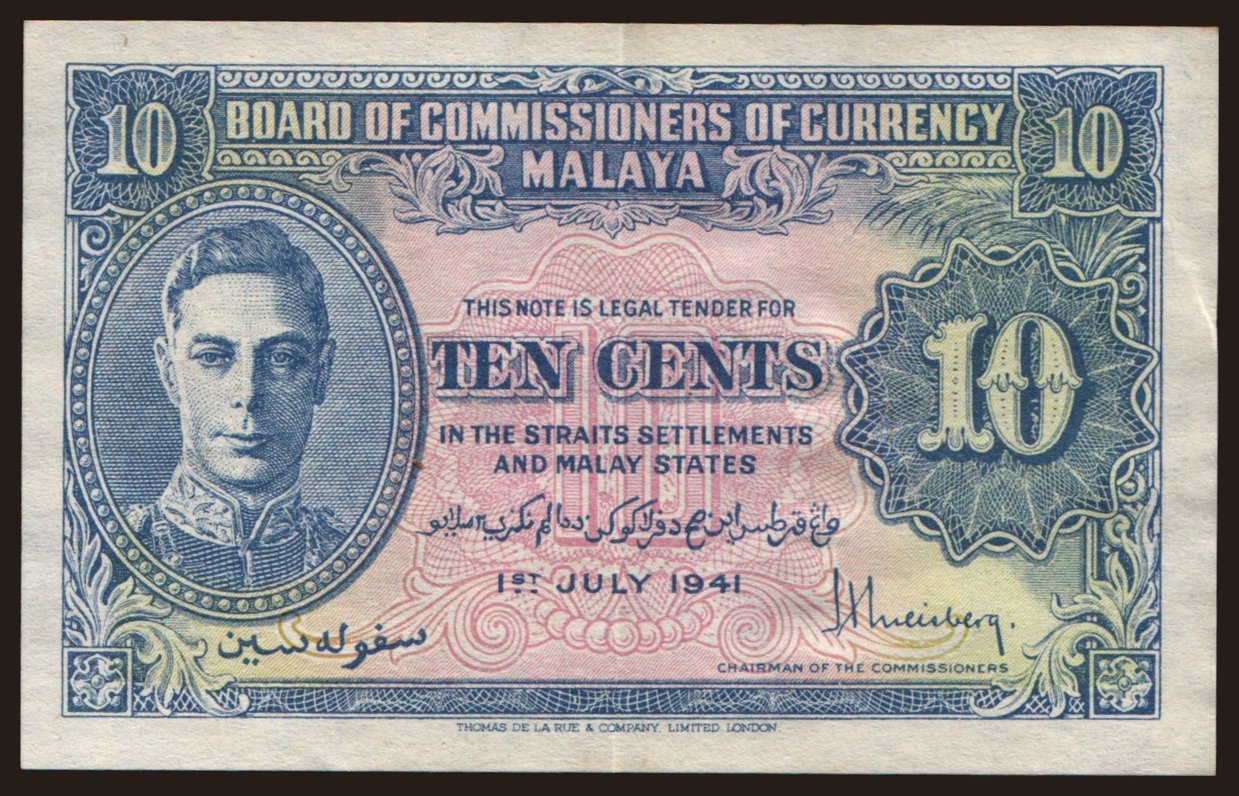 10
10
BOARD OF COMMISSIONERS OF CURRENCY
MALAYA
THIS NOTE IS LEGAL TENDER FOR
TEN CENTS
10
IN THE STRAITS SETTLEMENTS
AND MALAY STATES
1ST JULY 1941
سفوله سين
CHAIRMAN OF THE COMMISSIONERS
THOMAS DE LA RUE & COMPANY, LIMITED LONDON.